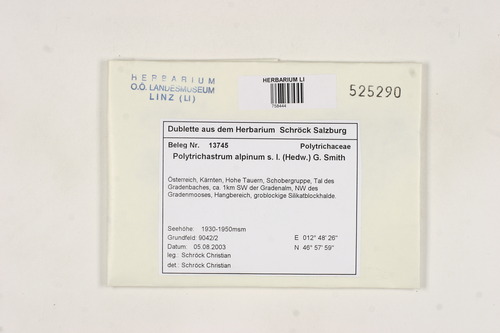 HERBARIUM
O.Ö. LANDESMUSEUM
LINZ (LI)
HERBARIUM LI
758444
525290
Dublette aus dem Herbarium Schröck Salzburg
Beleg Nr. 13745 Polytrichaceae
Polytrichastrum alpinum s. l. (Hedw.) G. Smith
Österreich, Kärnten, Hohe Tauern, Schobergruppe, Tal des
Gradenbaches, ca. 1km SW der Gradenalm, NW des
Gradenmooses, Hangbereich, groblockige Silikatblockhalde.
Seehöhe: 1930-1950msm E 012° 48' 26"
Grundfeld: 9042/2
Datum: 05.08.2003 N 46° 57' 59"
leg.: Schröck Christian
det.: Schröck Christian